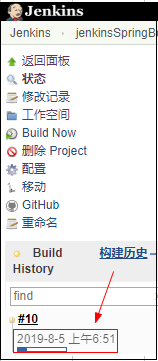 Jenkins
Jenkins jenkinsSpringB
返回面板
状态
修改记录
工作空间
Build Now
删除 Project
配置
移动
GitHub
重命名
Build History 构建历史
find
#10
2019-8-5 上午6:51